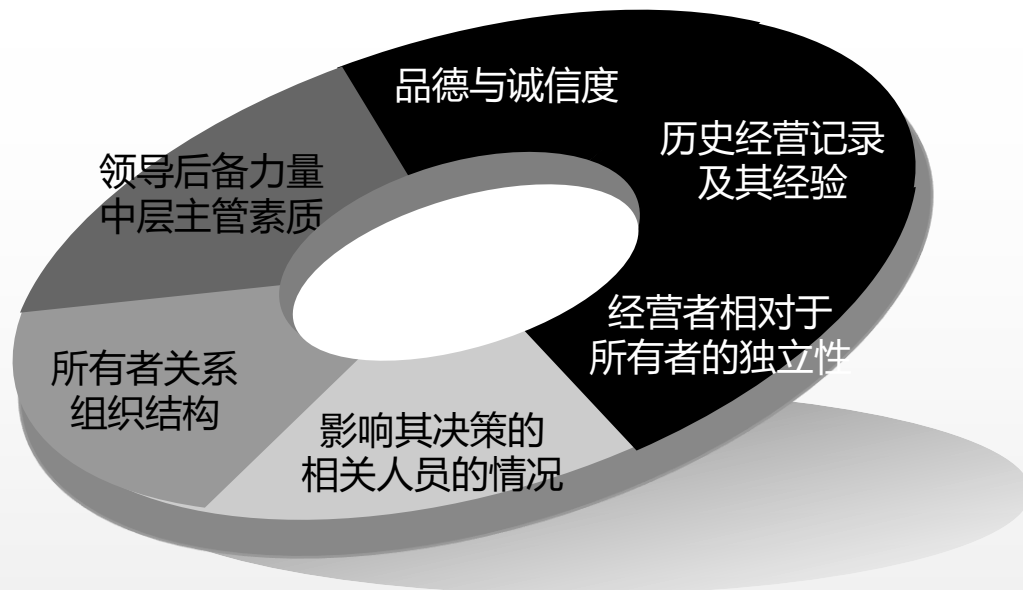 品德与诚信度
历史经营记录
及其经验
经营者相对于
所有者的独立性
影响其决策的
相关人员的情况
所有者关系
组织结构
领导后备力量
中层主管素质